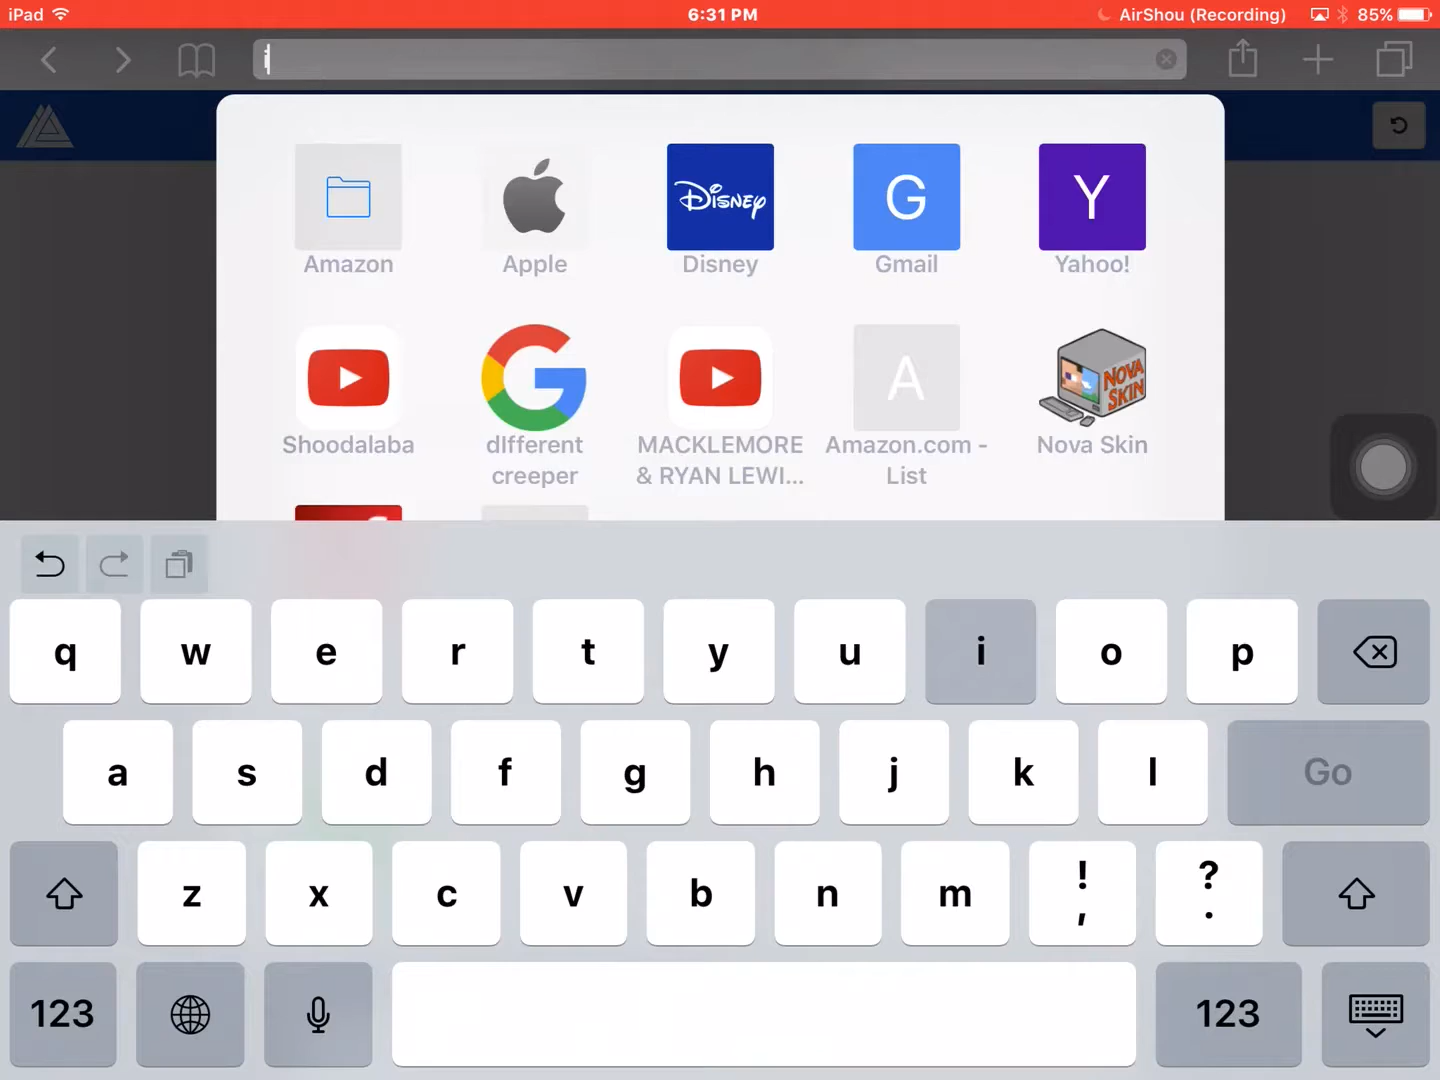 iPad 6:31 PM AirShou (Recording) 85%
i
Disney G Y
Amazon Apple Disney Gmail Yahoo!
A NOVA SKIN
Shoodalaba dIfferent creeper MACKLEMORE & RYAN LEWI... Amazon.com - List Nova Skin
q w e r t y u i o p
a s d f g h j k l Go
z x c v b n m ! , ? .
123 123